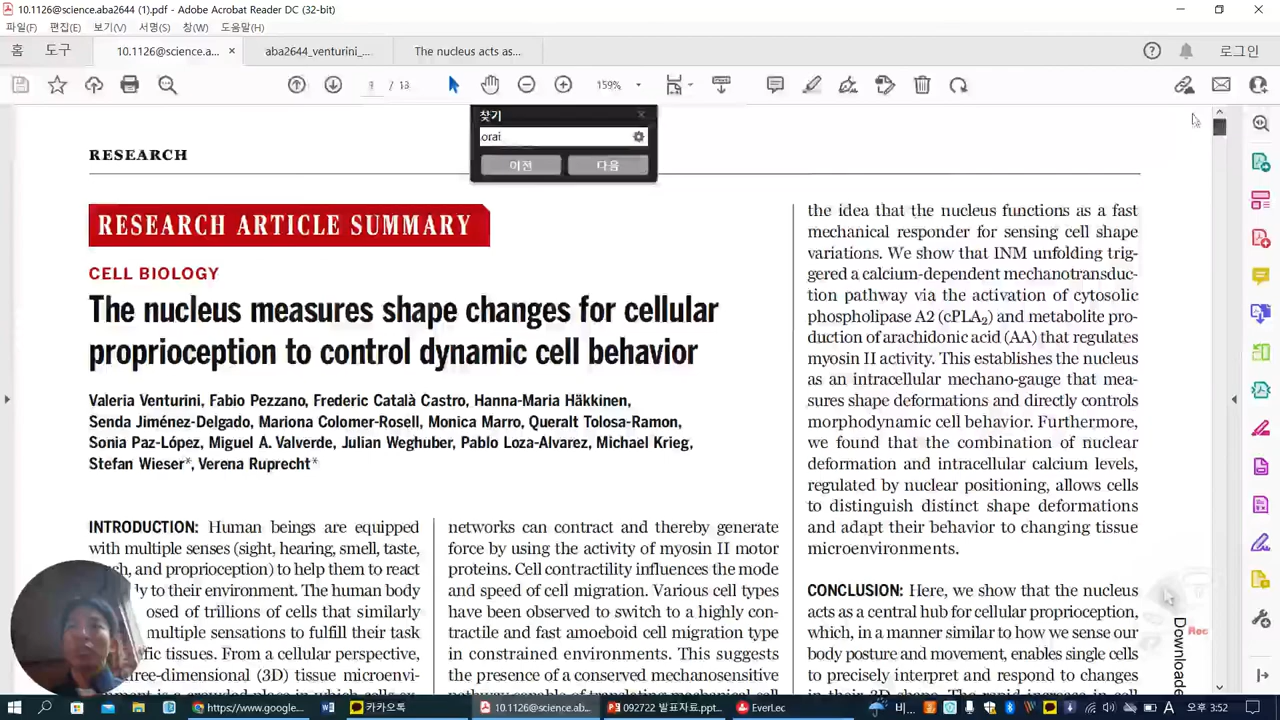 10.1126@science.aba2644 (1).pdf - Adobe Acrobat Reader DC (32-bit)
파일(F) 편집(E) 보기(V) 서명(S) 창(W) 도움말(H)
홈 도구 10.1126@science.a... × aba2644_venturini_... The nucleus acts as... 로그인
/ 13 159%
찾기
orai
이전 다음
RESEARCH
RESEARCH ARTICLE SUMMARY
CELL BIOLOGY
The nucleus measures shape changes for cellular
proprioception to control dynamic cell behavior
Valeria Venturini, Fabio Pezzano, Frederic Català Castro, Hanna-Maria Häkkinen,
Senda Jiménez-Delgado, Mariona Colomer-Rosell, Monica Marro, Queralt Tolosa-Ramon,
Sonia Paz-López, Miguel A. Valverde, Julian Weghuber, Pablo Loza-Alvarez, Michael Krieg,
Stefan Wieser*, Verena Ruprecht*
INTRODUCTION: Human beings are equipped
with multiple senses (sight, hearing, smell, taste,
and proprioception) to help them to react
to their environment. The human body
of trillions of cells that similarly
multiple sensations to fulfill their task
tissues. From a cellular perspective,
(3D) tissue microenvi-
networks can contract and thereby generate
force by using the activity of myosin II motor
proteins. Cell contractility influences the mode
and speed of cell migration. Various cell types
have been observed to switch to a highly con-
tractile and fast amoeboid cell migration type
in constrained environments. This suggests
the presence of a conserved mechanosensitive
the idea that the nucleus functions as a fast
mechanical responder for sensing cell shape
variations. We show that INM unfolding trig-
gered a calcium-dependent mechanotransduc-
tion pathway via the activation of cytosolic
phospholipase A2 (cPLA2) and metabolite pro-
duction of arachidonic acid (AA) that regulates
myosin II activity. This establishes the nucleus
as an intracellular mechano-gauge that mea-
sures shape deformations and directly controls
morphodynamic cell behavior. Furthermore,
we found that the combination of nuclear
deformation and intracellular calcium levels,
regulated by nuclear positioning, allows cells
to distinguish distinct shape deformations
and adapt their behavior to changing tissue
microenvironments.
CONCLUSION: Here, we show that the nucleus
acts as a central hub for cellular proprioception,
which, in a manner similar to how we sense our
body posture and movement, enables single cells
to precisely interpret and respond to changes
in their 3D shape. The rapid increase in cell
Downloade
Rec
https://www.google... 카카오톡 10.1126@science.ab... 092722 발표자료.ppt... EverLec 비... A 오후 3:52